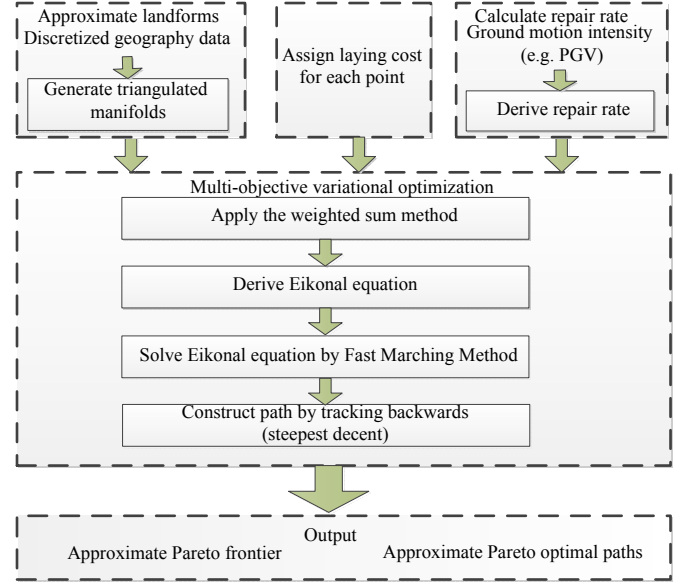 Approximate landforms
Discretized geography data
Generate triangulated
manifolds
Assign laying cost
for each point
Calculate repair rate
Ground motion intensity
(e.g. PGV)
Derive repair rate
Multi-objective variational optimization
Apply the weighted sum method
Derive Eikonal equation
Solve Eikonal equation by Fast Marching Method
Construct path by tracking backwards
(steepest decent)
Output
Approximate Pareto frontier
Approximate Pareto optimal paths